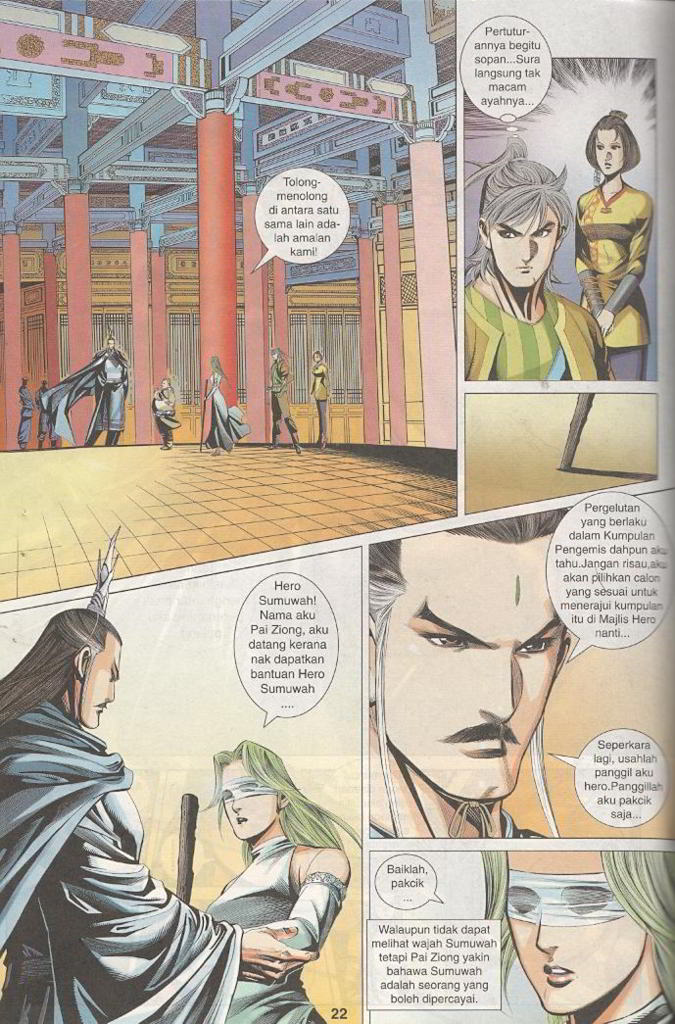 Tolong-
menolong
di antara satu
sama lain ada-
lah amalan
kami!
Pertutur-
annya begitu
sopan...Sura
langsung tak
macam
ayahnya...
Hero
Sumuwah!
Nama aku
Pai Ziong, aku
datang kerana
nak dapatkan
bantuan Hero
Sumuwah
....
Pergelutan
yang berlaku
dalam Kumpulan
Pengemis dahpun aku
tahu.Jangan risau,aku
akan pilihkan calon
yang sesuai untuk
menerajui kumpulan
itu di Majlis Hero
nanti...
Seperkara
lagi, usahlah
panggil aku
hero.Panggillah
aku pakcik
saja...
Baiklah,
pakcik
...
Walaupun tidak dapat
melihat wajah Sumuwah
tetapi Pai Ziong yakin
bahawa Sumuwah
adalah seorang yang
boleh dipercayai.
22